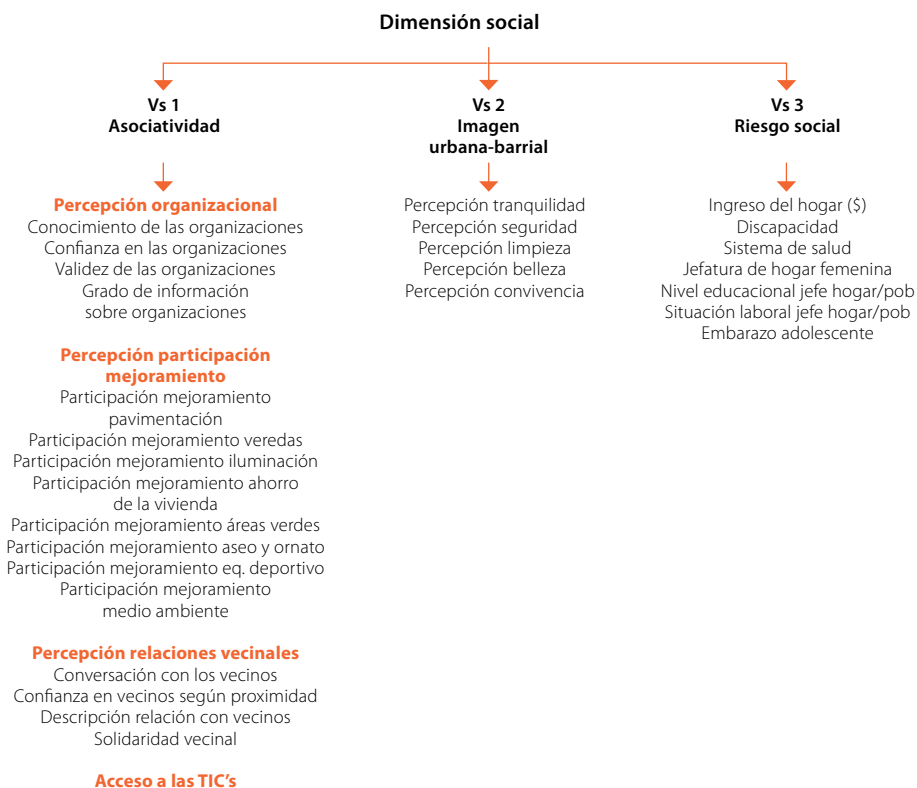 Dimensión social
Vs 1
Asociatividad
Percepción organizacional
Conocimiento de las organizaciones
Confianza en las organizaciones
Validez de las organizaciones
Grado de información
sobre organizaciones
Percepción participación
mejoramiento
Participación mejoramiento
pavimentación
Participación mejoramiento veredas
Participación mejoramiento iluminación
Participación mejoramiento ahorro
de la vivienda
Participación mejoramiento áreas verdes
Participación mejoramiento aseo y ornato
Participación mejoramiento eq. deportivo
Participación mejoramiento
medio ambiente
Percepción relaciones vecinales
Conversación con los vecinos
Confianza en vecinos según proximidad
Descripción relación con vecinos
Solidaridad vecinal
Acceso a las TIC's
Vs 2
Imagen
urbana-barrial
Percepción tranquilidad
Percepción seguridad
Percepción limpieza
Percepción belleza
Percepción convivencia
Vs 3
Riesgo social
Ingreso del hogar ($)
Discapacidad
Sistema de salud
Jefatura de hogar femenina
Nivel educacional jefe hogar/pob
Situación laboral jefe hogar/pob
Embarazo adolescente